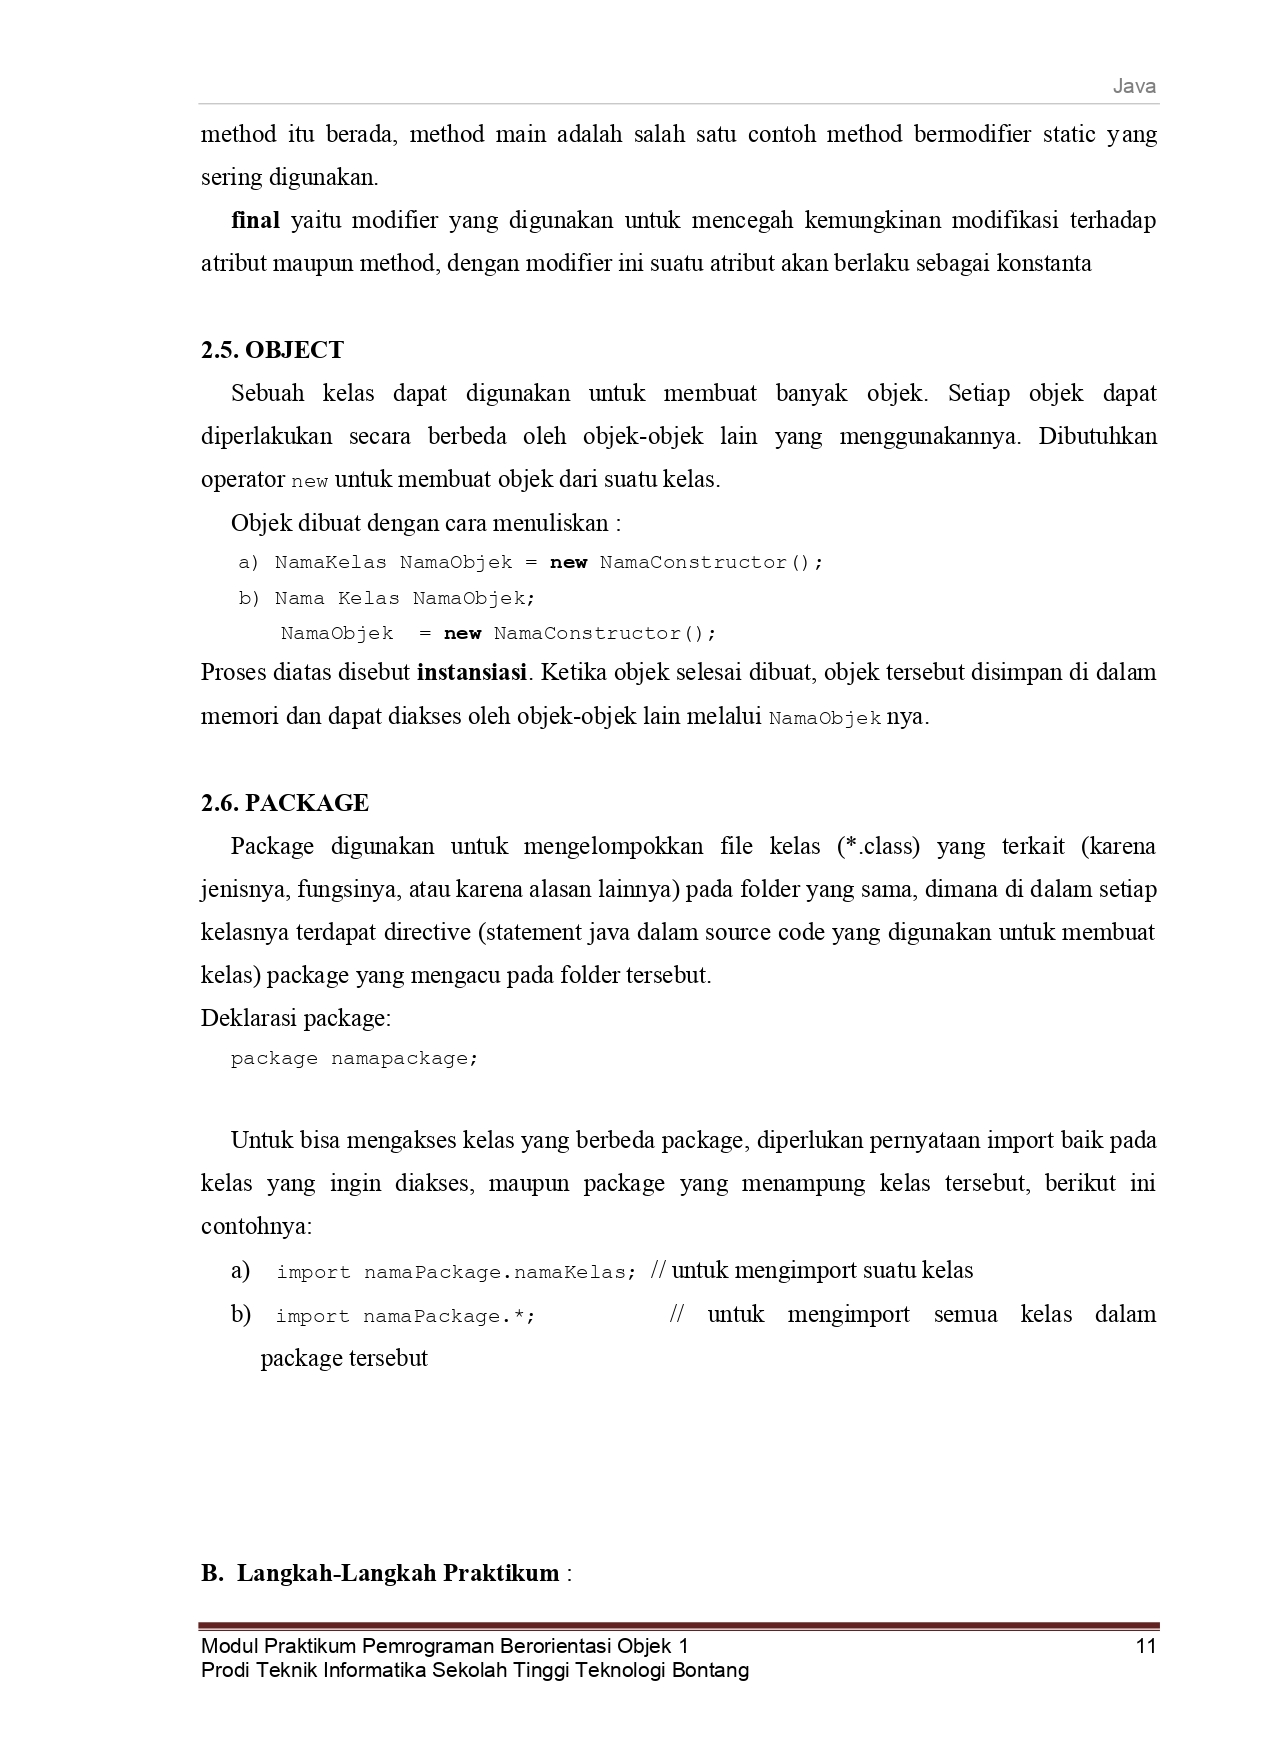 Java
method itu berada, method main adalah salah satu contoh method bermodifier static yang
sering digunakan.
final yaitu modifier yang digunakan untuk mencegah kemungkinan modifikasi terhadap
atribut maupun method, dengan modifier ini suatu atribut akan berlaku sebagai konstanta
2.5. OBJECT
Sebuah kelas dapat digunakan untuk membuat banyak objek. Setiap objek dapat
diperlakukan secara berbeda oleh objek-objek lain yang menggunakannya. Dibutuhkan
operator new untuk membuat objek dari suatu kelas.
Objek dibuat dengan cara menuliskan :
a) NamaKelas NamaObjek = new NamaConstructor();
b) Nama Kelas NamaObjek;
NamaObjek  = new NamaConstructor();
Proses diatas disebut instansiasi. Ketika objek selesai dibuat, objek tersebut disimpan di dalam
memori dan dapat diakses oleh objek-objek lain melalui NamaObjek nya.
2.6. PACKAGE
Package digunakan untuk mengelompokkan file kelas (*.class) yang terkait (karena
jenisnya, fungsinya, atau karena alasan lainnya) pada folder yang sama, dimana di dalam setiap
kelasnya terdapat directive (statement java dalam source code yang digunakan untuk membuat
kelas) package yang mengacu pada folder tersebut.
Deklarasi package:
package namapackage;
Untuk bisa mengakses kelas yang berbeda package, diperlukan pernyataan import baik pada
kelas yang ingin diakses, maupun package yang menampung kelas tersebut, berikut ini
contohnya:
a) import namaPackage.namaKelas; // untuk mengimport suatu kelas
b) import namaPackage.*; // untuk mengimport semua kelas dalam
package tersebut
B. Langkah-Langkah Praktikum :
Modul Praktikum Pemrograman Berorientasi Objek 1 11
Prodi Teknik Informatika Sekolah Tinggi Teknologi Bontang